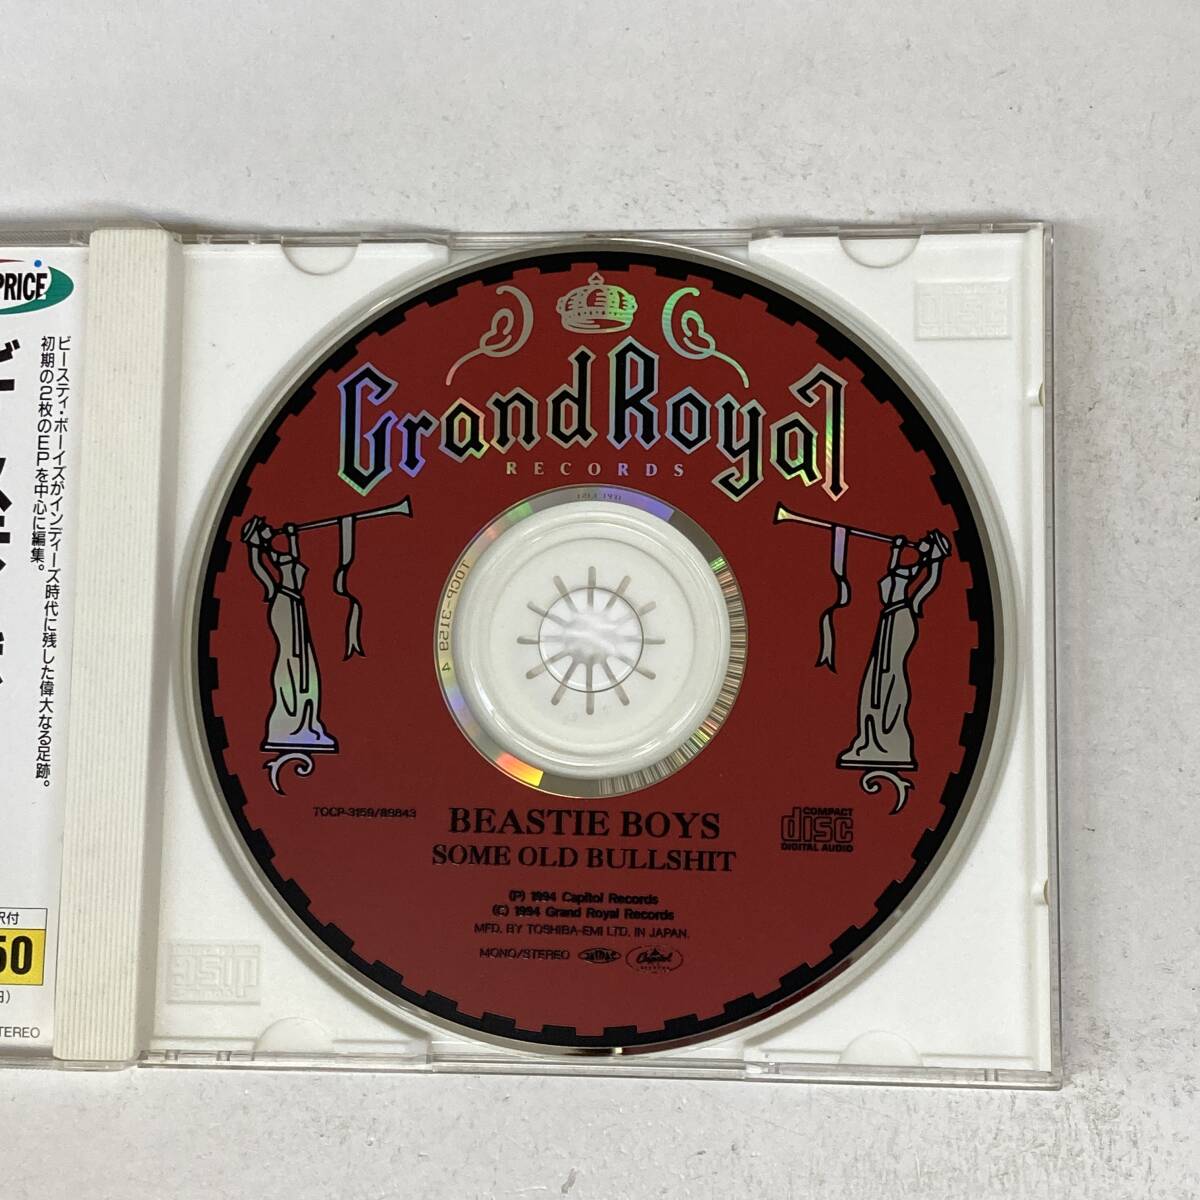 PRICE
ビースティ・ボーイズがインディーズ時代に残した偉大なる足跡。
初期の2枚のEPを中心に編集。
訳付
50
円)
STEREO
Grand Royal
RECORDS
TOCP-3159 4
TOCP-3159/89843
BEASTIE BOYS
SOME OLD BULLSHIT
COMPACT
disc
DIGITAL AUDIO
(P) 1994 Capitol Records
(C) 1994 Grand Royal Records
MFD. BY TOSHIBA-EMI LTD. IN JAPAN.
MONO/STEREO
Capitol